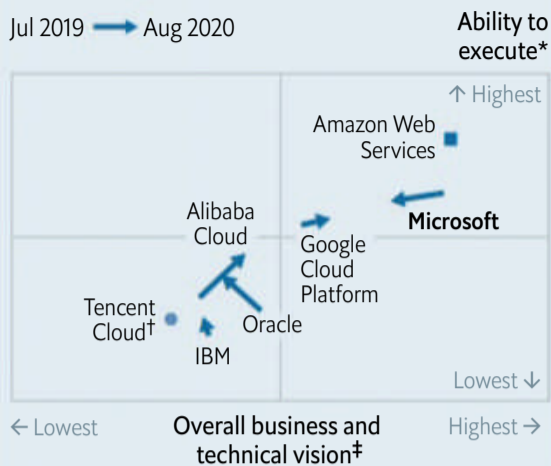 Jul 2019 → Aug 2020
Ability to
execute*
↑ Highest
Amazon Web
Services
Microsoft
Alibaba
Cloud
Google
Cloud
Platform
Tencent
Cloud†
Oracle
IBM
Lowest ↓
← Lowest
Overall business and
technical vision‡
Highest →